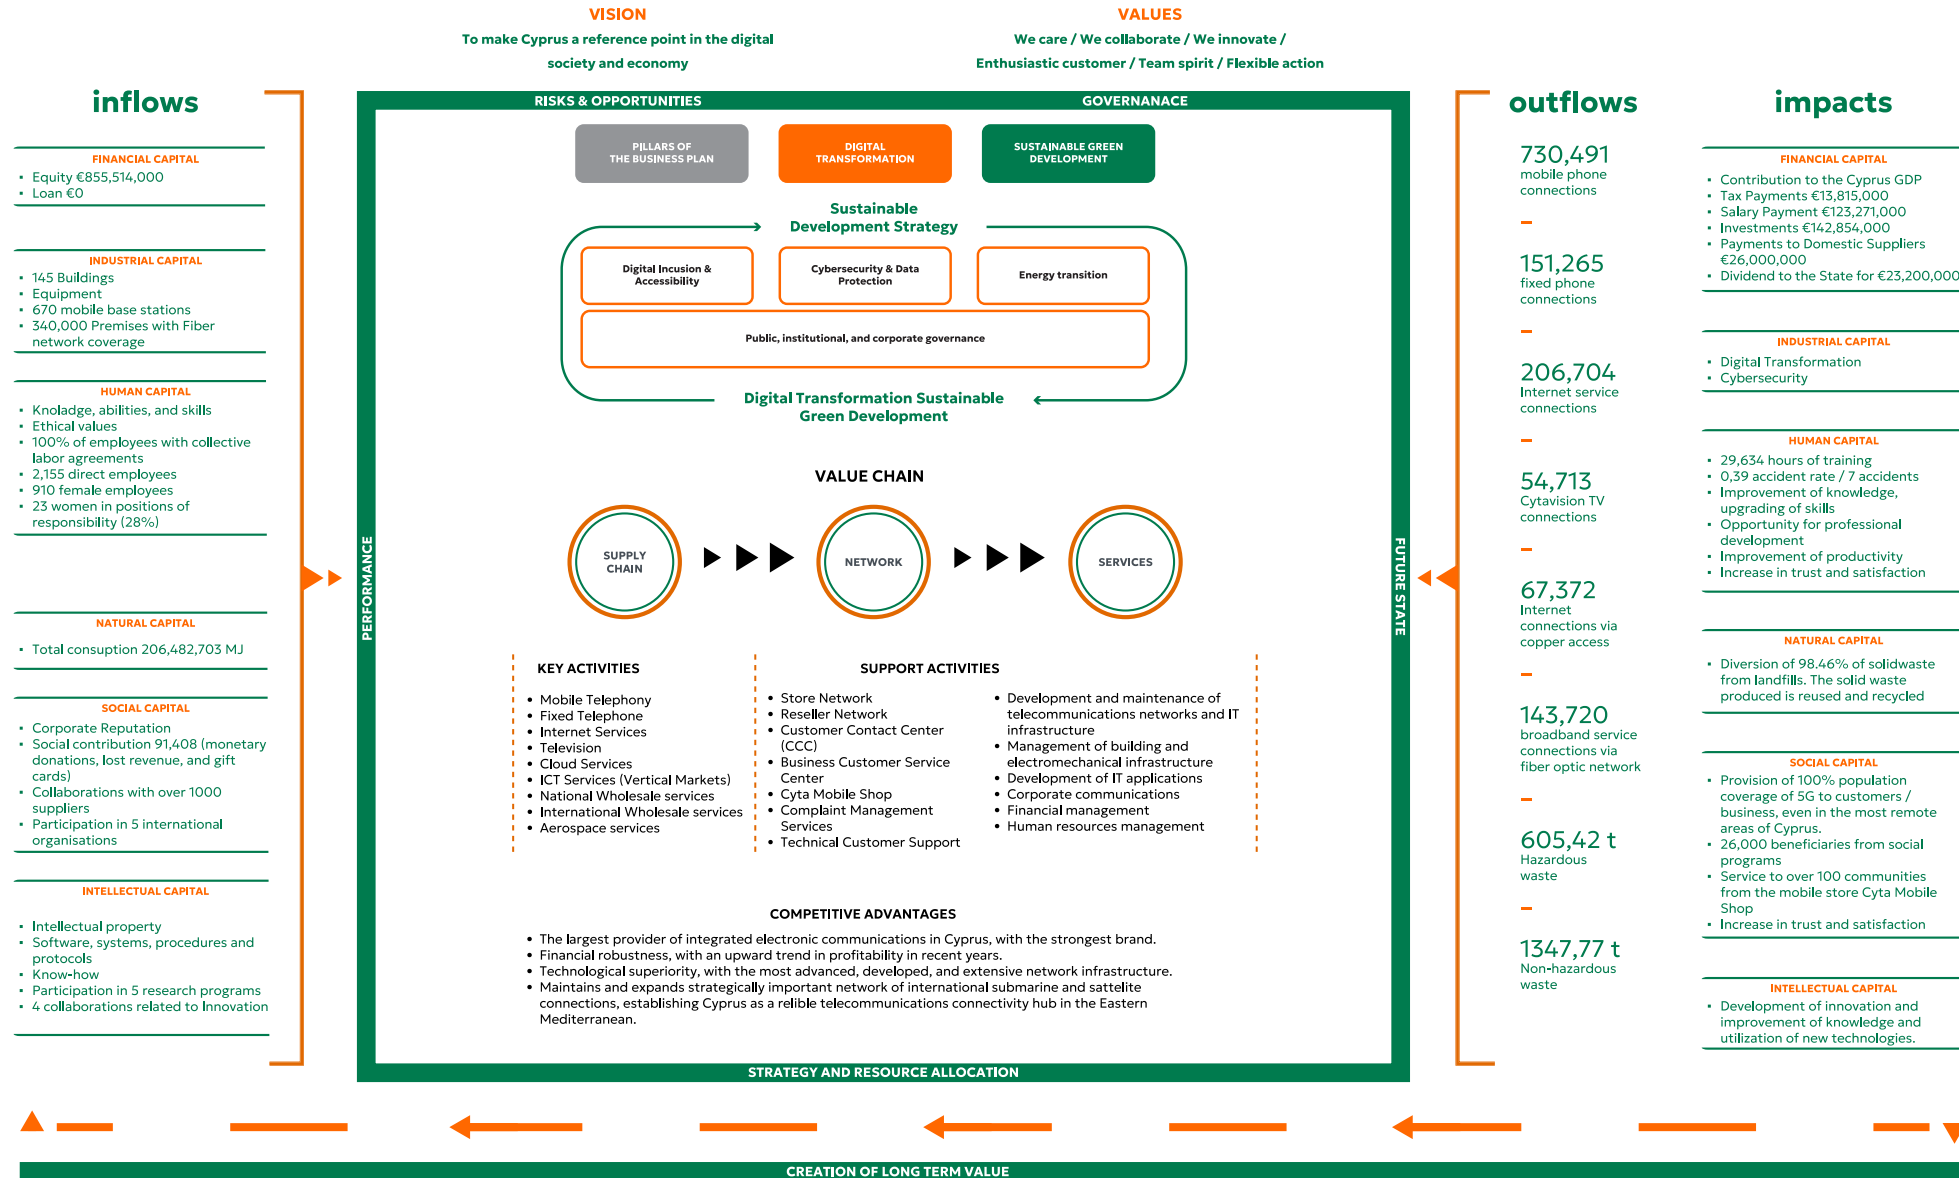 VISION
To make Cyprus a reference point in the digital
society and economy
VALUES
We care / We collaborate / We innovate /
Enthusiastic customer / Team spirit / Flexible action
inflows
FINANCIAL CAPITAL
▪ Equity €855,514,000
▪ Loan €0
INDUSTRIAL CAPITAL
▪ 145 Buildings
▪ Equipment
▪ 670 mobile base stations
▪ 340,000 Premises with Fiber
network coverage
HUMAN CAPITAL
▪ Knoladge, abilities, and skills
▪ Ethical values
▪ 100% of employees with collective
labor agreements
▪ 2,155 direct employees
▪ 910 female employees
▪ 23 women in positions of
responsibility (28%)
NATURAL CAPITAL
▪ Total consuption 206,482,703 MJ
SOCIAL CAPITAL
▪ Corporate Reputation
▪ Social contribution 91,408 (monetary
donations, lost revenue, and gift
cards)
▪ Collaborations with over 1000
suppliers
▪ Participation in 5 international
organisations
INTELLECTUAL CAPITAL
▪ Intellectual property
▪ Software, systems, procedures and
protocols
▪ Know-how
▪ Participation in 5 research programs
▪ 4 collaborations related to Innovation
RISKS & OPPORTUNITIES
GOVERNANACE
PERFORMANCE
PILLARS OF
THE BUSINESS PLAN
DIGITAL
TRANSFORMATION
SUSTAINABLE GREEN
DEVELOPMENT
Sustainable
Development Strategy
Digital Incusion &
Accessibility
Cybersecurity & Data
Protection
Energy transition
Public, institutional, and corporate governance
Digital Transformation Sustainable
Green Development
VALUE CHAIN
SUPPLY
CHAIN
NETWORK
SERVICES
KEY ACTIVITIES
• Mobile Telephony
• Fixed Telephone
• Internet Services
• Television
• Cloud Services
• ICT Services (Vertical Markets)
• National Wholesale services
• International Wholesale services
• Aerospace services
SUPPORT ACTIVITIES
• Store Network
• Reseller Network
• Customer Contact Center
(CCC)
• Business Customer Service
Center
• Cyta Mobile Shop
• Complaint Management
Services
• Technical Customer Support
• Development and maintenance of
telecommunications networks and IT
infrastructure
• Management of building and
electromechanical infrastructure
• Development of IT applications
• Corporate communications
• Financial management
• Human resources management
COMPETITIVE ADVANTAGES
• The largest provider of integrated electronic communications in Cyprus, with the strongest brand.
• Financial robustness, with an upward trend in profitability in recent years.
• Technological superiority, with the most advanced, developed, and extensive network infrastructure.
• Maintains and expands strategically important network of international submarine and sattelite
connections, establishing Cyprus as a relible telecommunications connectivity hub in the Eastern
Mediterranean.
FUTURE STATE
STRATEGY AND RESOURCE ALLOCATION
outflows
730,491
mobile phone
connections
–
151,265
fixed phone
connections
–
206,704
Internet service
connections
–
54,713
Cytavision TV
connections
–
67,372
Internet
connections via
copper access
–
143,720
broadband service
connections via
fiber optic network
–
605,42 t
Hazardous
waste
–
1347,77 t
Non-hazardous
waste
impacts
FINANCIAL CAPITAL
▪ Contribution to the Cyprus GDP
▪ Tax Payments €13,815,000
▪ Salary Payment €123,271,000
▪ Investments €142,854,000
▪ Payments to Domestic Suppliers
€26,000,000
▪ Dividend to the State for €23,200,000
INDUSTRIAL CAPITAL
▪ Digital Transformation
▪ Cybersecurity
HUMAN CAPITAL
▪ 29,634 hours of training
▪ 0,39 accident rate / 7 accidents
▪ Improvement of knowledge,
upgrading of skills
▪ Opportunity for professional
development
▪ Improvement of productivity
▪ Increase in trust and satisfaction
NATURAL CAPITAL
▪ Diversion of 98.46% of solidwaste
from landfills. The solid waste
produced is reused and recycled
SOCIAL CAPITAL
▪ Provision of 100% population
coverage of 5G to customers /
business, even in the most remote
areas of Cyprus.
▪ 26,000 beneficiaries from social
programs
▪ Service to over 100 communities
from the mobile store Cyta Mobile
Shop
▪ Increase in trust and satisfaction
INTELLECTUAL CAPITAL
▪ Development of innovation and
improvement of knowledge and
utilization of new technologies.
CREATION OF LONG TERM VALUE